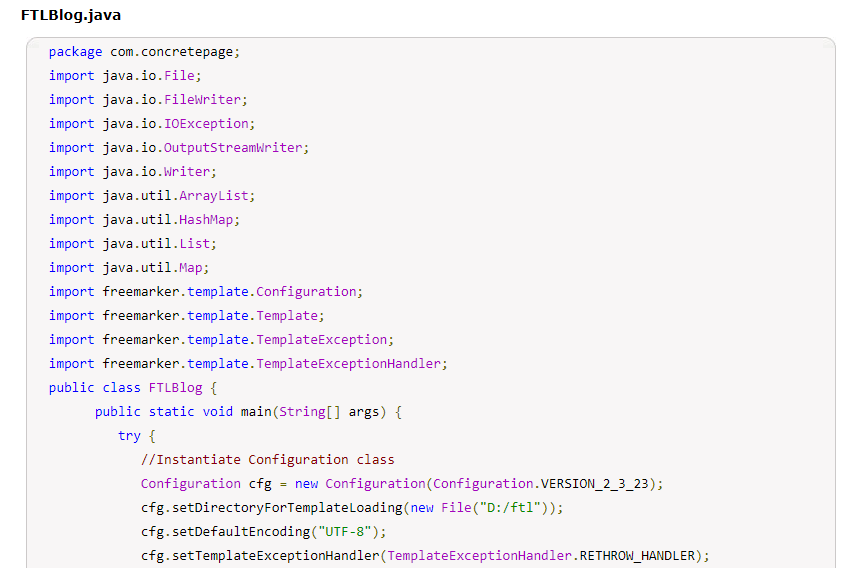 FTLBlog.java
package com.concretepage;
import java.io.File;
import java.io.FileWriter;
import java.io.IOException;
import java.io.OutputStreamWriter;
import java.io.Writer;
import java.util.ArrayList;
import java.util.HashMap;
import java.util.List;
import java.util.Map;
import freemarker.template.Configuration;
import freemarker.template.Template;
import freemarker.template.TemplateException;
import freemarker.template.TemplateExceptionHandler;
public class FTLBlog {
public static void main(String[] args) {
try {
//Instantiate Configuration class
Configuration cfg = new Configuration(Configuration.VERSION_2_3_23);
cfg.setDirectoryForTemplateLoading(new File("D:/ftl"));
cfg.setDefaultEncoding("UTF-8");
cfg.setTemplateExceptionHandler(TemplateExceptionHandler.RETHROW_HANDLER);